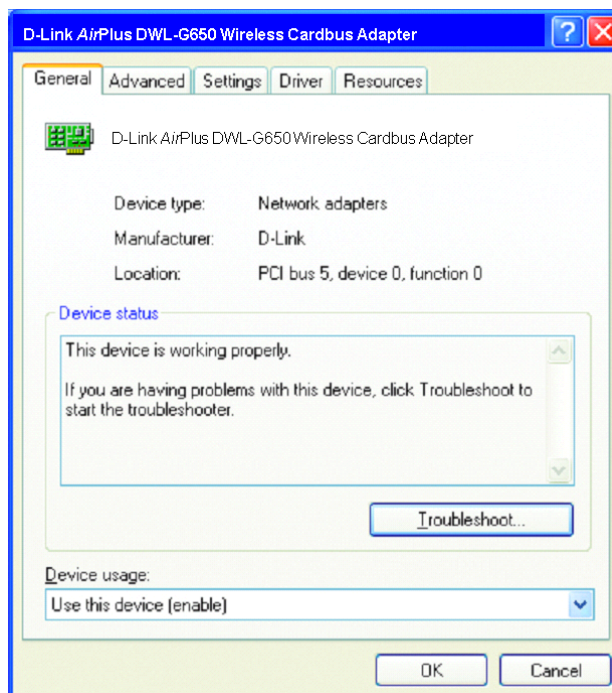 D-Link AirPlus DWL-G650 Wireless Cardbus Adapter
General Advanced Settings Driver Resources
D-Link AirPlus DWL-G650 Wireless Cardbus Adapter
Device type: Network adapters
Manufacturer: D-Link
Location: PCI bus 5, device 0, function 0
Device status
This device is working properly.
If you are having problems with this device, click Troubleshoot to
start the troubleshooter.
Troubleshoot...
Device usage:
Use this device (enable)
OK Cancel